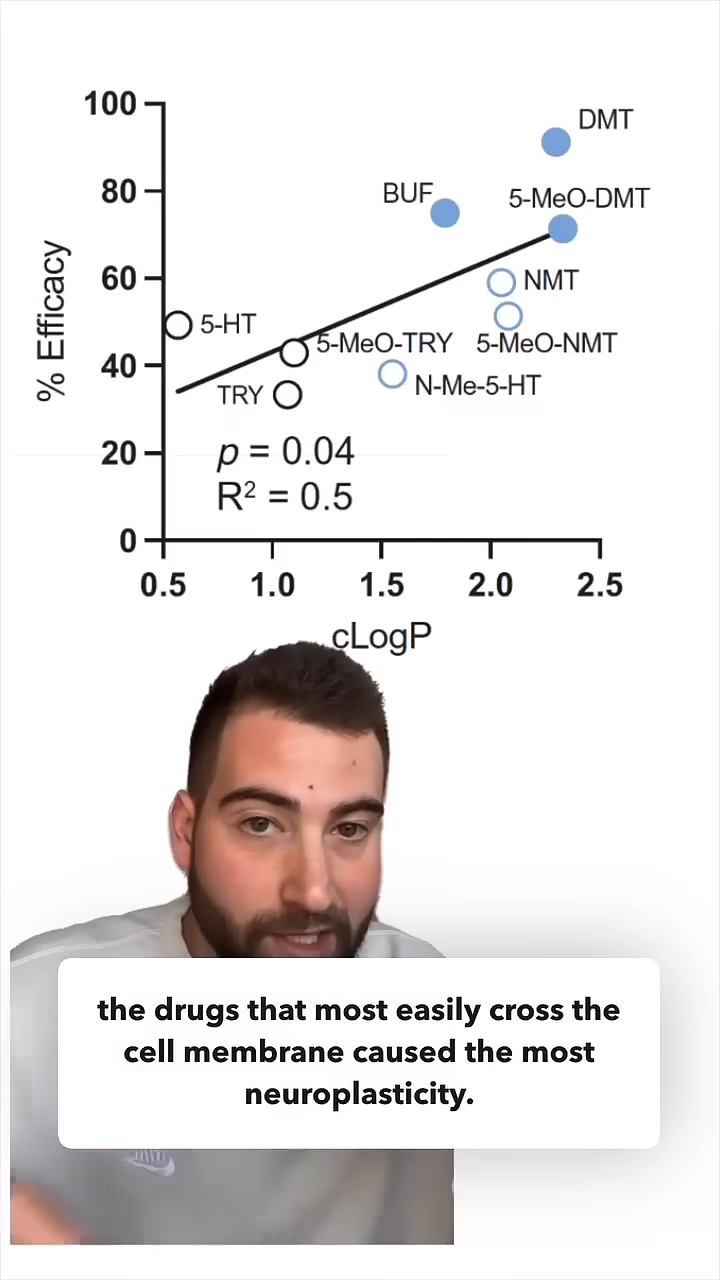 100
DMT
BUF
80
5-MeO-DMT
% Efficacy
60
NMT
5-HT
5-MeO-TRY
5-MeO-NMT
40
TRY
N-Me-5-HT
20
p = 0.04
R² = 0.5
0
0.5 1.0 1.5 2.0 2.5
cLogP
the drugs that most easily cross the
cell membrane caused the most
neuroplasticity.